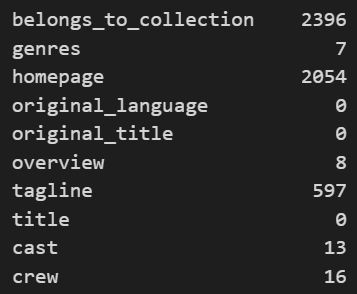 belongs_to_collection 2396
genres 7
homepage 2054
original_language 0
original_title 0
overview 8
tagline 597
title 0
cast 13
crew 16